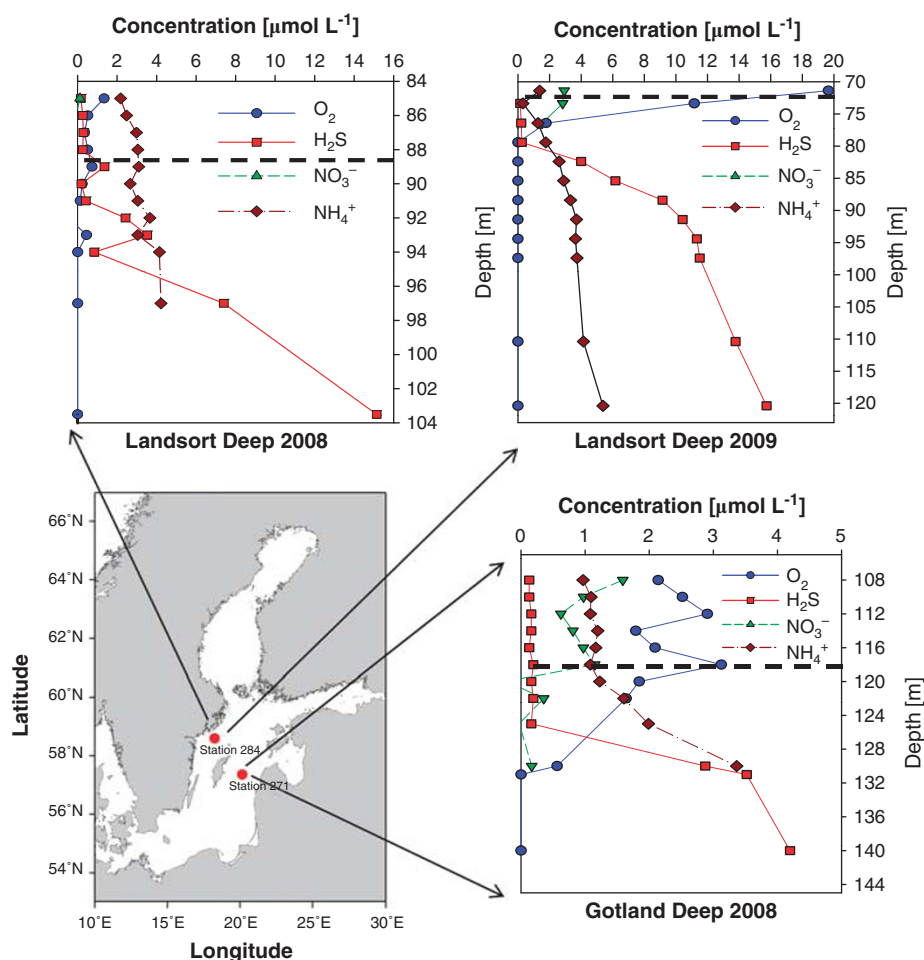 Concentration [µmol L⁻¹]
0 2 4 6 8 10 12 14 16
84
86
88
90
92
94
96
98
100
102
104
Depth [m]
O₂
H₂S
NO₃⁻
NH₄⁺
Landsort Deep 2008
Concentration [µmol L⁻¹]
0 2 4 6 8 10 12 14 16 18 20
70
75
80
85
90
95
100
105
110
115
120
Depth [m]
O₂
H₂S
NO₃⁻
NH₄⁺
Landsort Deep 2009
66°N
64°N
62°N
60°N
58°N
56°N
54°N
Latitude
Station 284
Station 271
10°E 15°E 20°E 25°E 30°E
Longitude
Concentration [µmol L⁻¹]
0 1 2 3 4 5
108
112
116
120
124
128
132
136
140
144
Depth [m]
O₂
H₂S
NO₃⁻
NH₄⁺
Gotland Deep 2008